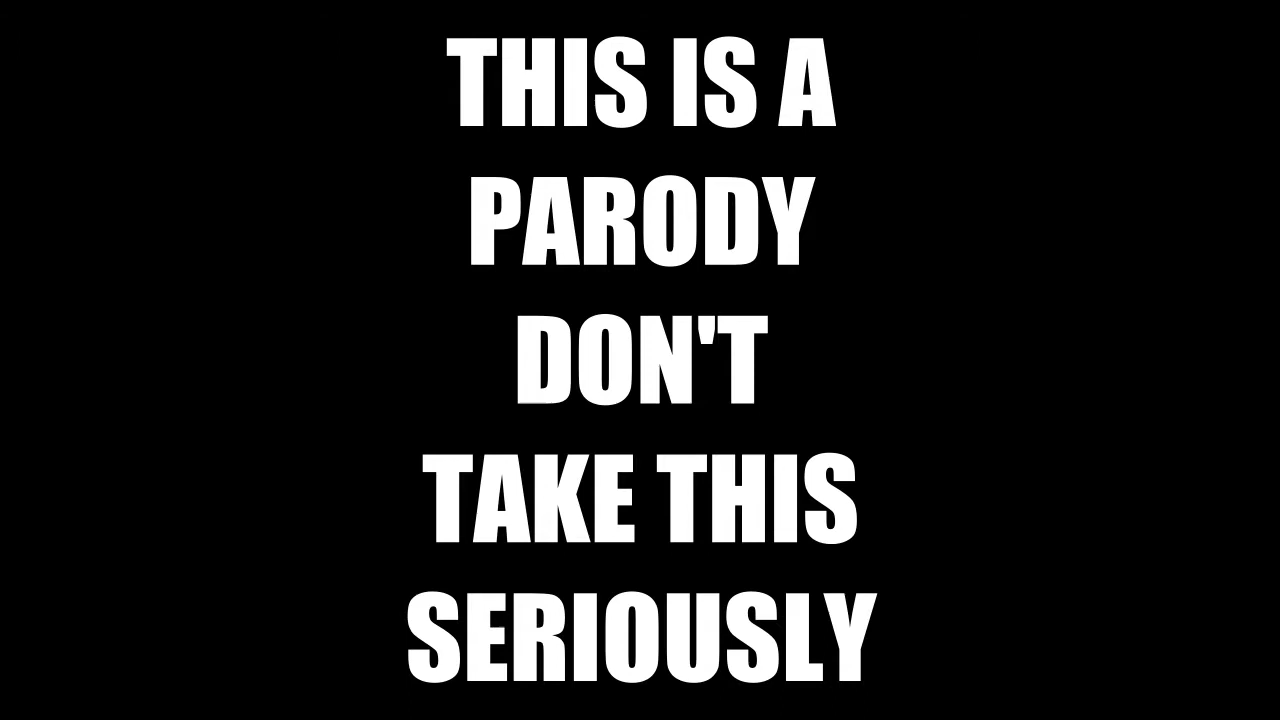 THIS IS A
PARODY
DON'T
TAKE THIS
SERIOUSLY